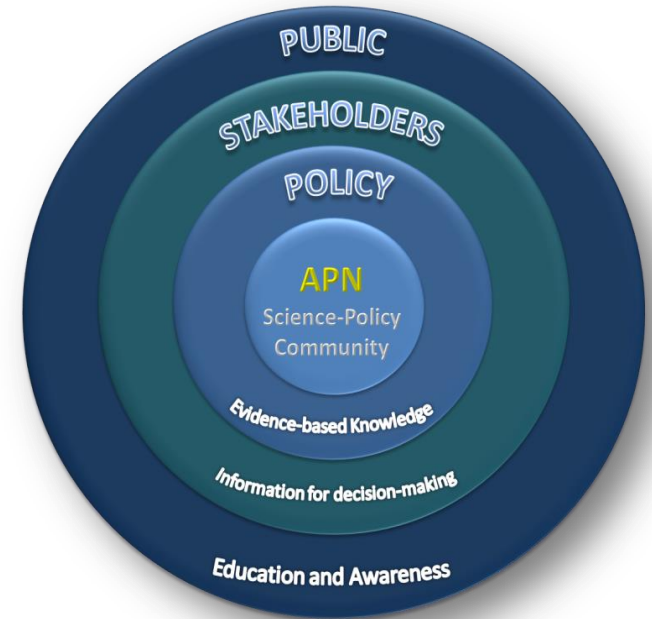 PUBLIC
STAKEHOLDERS
POLICY
APN
Science-Policy
Community
Evidence-based Knowledge
Information for decision-making
Education and Awareness